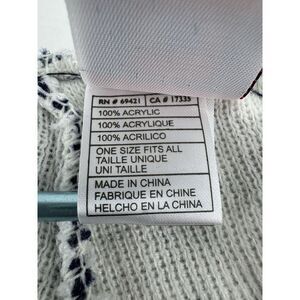 RN # 69421 CA # 17335
100% ACRYLIC
100% ACRYLIQUE
100% ACRILICO
ONE SIZE FITS ALL
TAILLE UNIQUE
UNI TAILLE
MADE IN CHINA
FABRIQUE EN CHINE
HELCHO EN LA CHINA